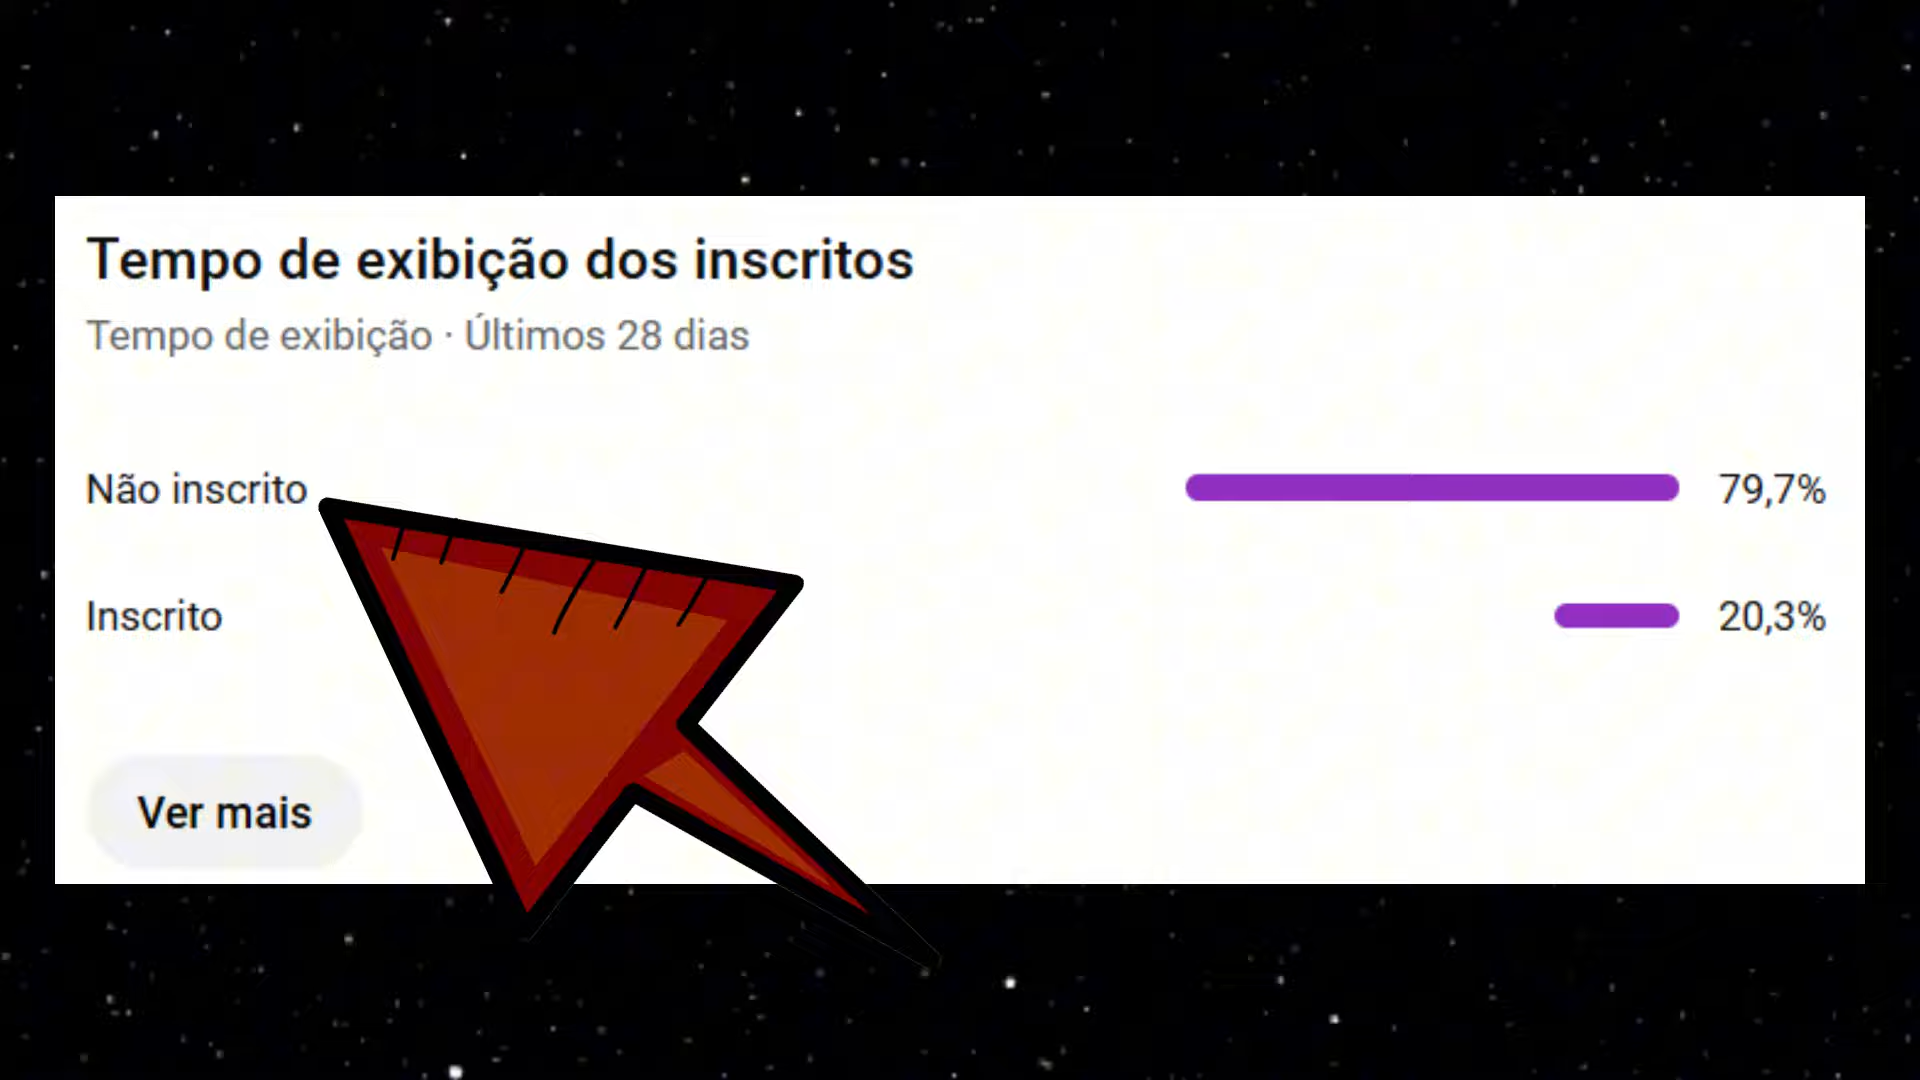 Tempo de exibição dos inscritos
Tempo de exibição · Últimos 28 dias
Não inscrito 79,7%
Inscrito 20,3%
Ver mais